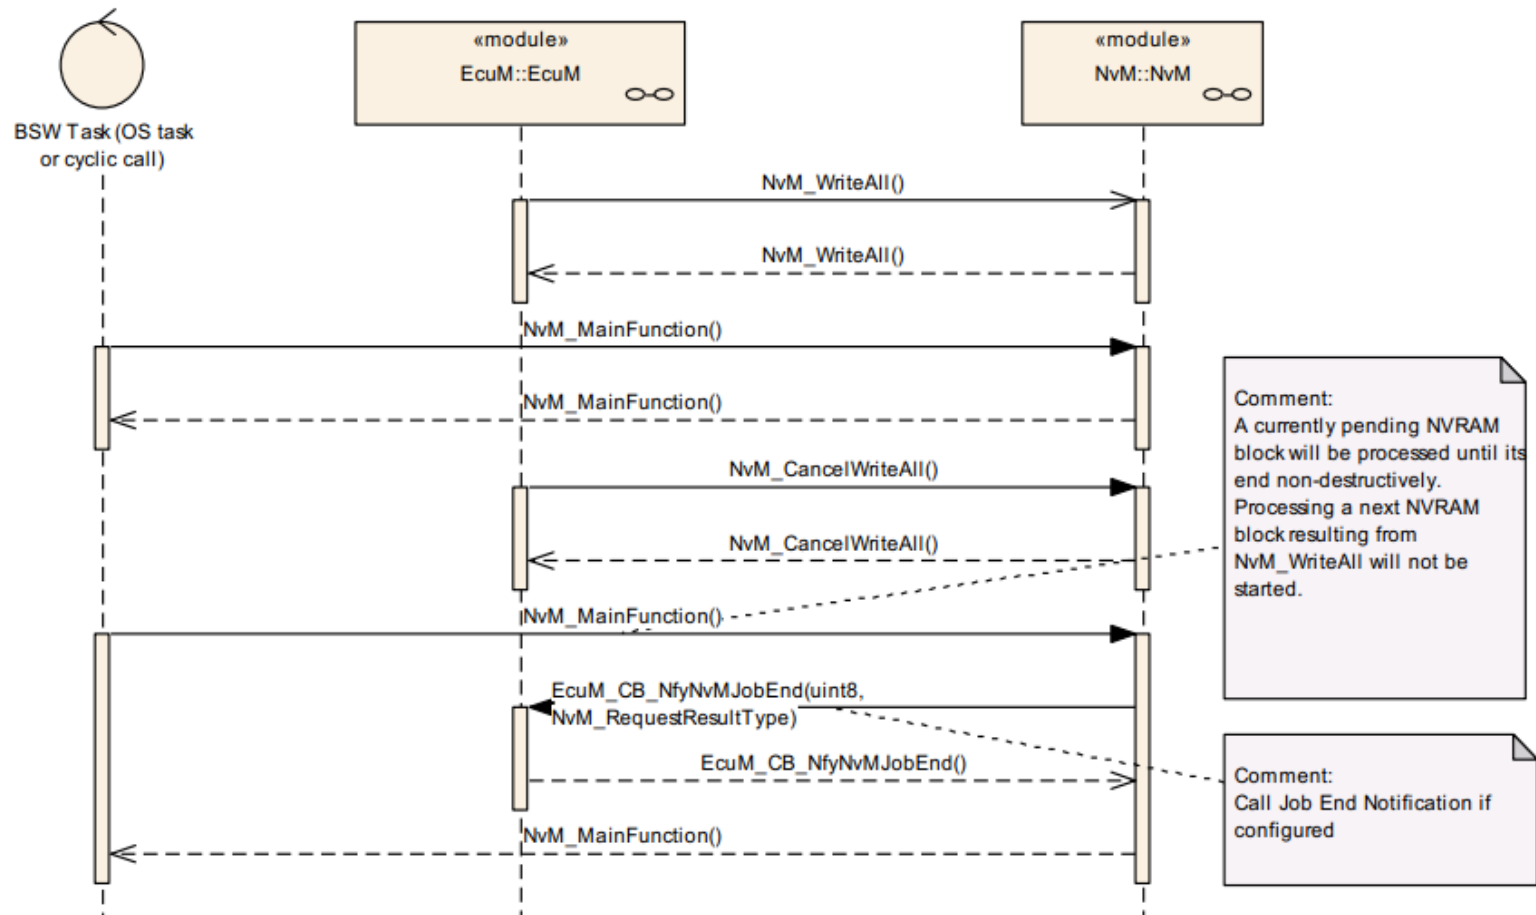 «module»
EcuM::EcuM
«module»
NvM::NvM
BSW Task (OS task
or cyclic call)
NvM_WriteAll()
NvM_WriteAll()
NvM_MainFunction()
NvM_MainFunction()
NvM_CancelWriteAll()
NvM_CancelWriteAll()
Comment:
A currently pending NVRAM
block will be processed until its
end non-destructively.
Processing a next NVRAM
block resulting from
NvM_WriteAll will not be
started.
NvM_MainFunction()
EcuM_CB_NfyNvMJobEnd(uint8,
NvM_RequestResultType)
EcuM_CB_NfyNvMJobEnd()
Comment:
Call Job End Notification if
configured
NvM_MainFunction()